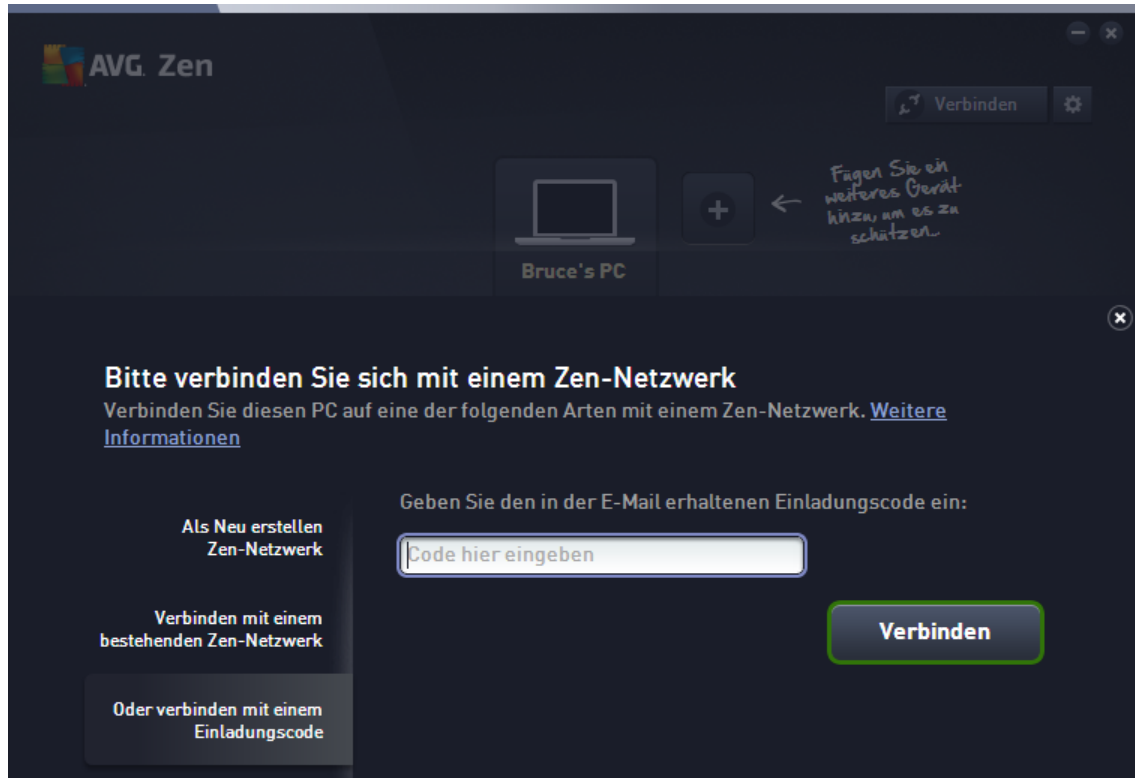 AVG. Zen
Verbinden
Fügen Sie ein
weiteres Gerät
hinzu, um es zu
schützen...
Bruce's PC
Bitte verbinden Sie sich mit einem Zen-Netzwerk
Verbinden Sie diesen PC auf eine der folgenden Arten mit einem Zen-Netzwerk. Weitere
Informationen
Als Neu erstellen
Zen-Netzwerk
Verbinden mit einem
bestehenden Zen-Netzwerk
Oder verbinden mit einem
Einladungscode
Geben Sie den in der E-Mail erhaltenen Einladungscode ein:
Code hier eingeben
Verbinden